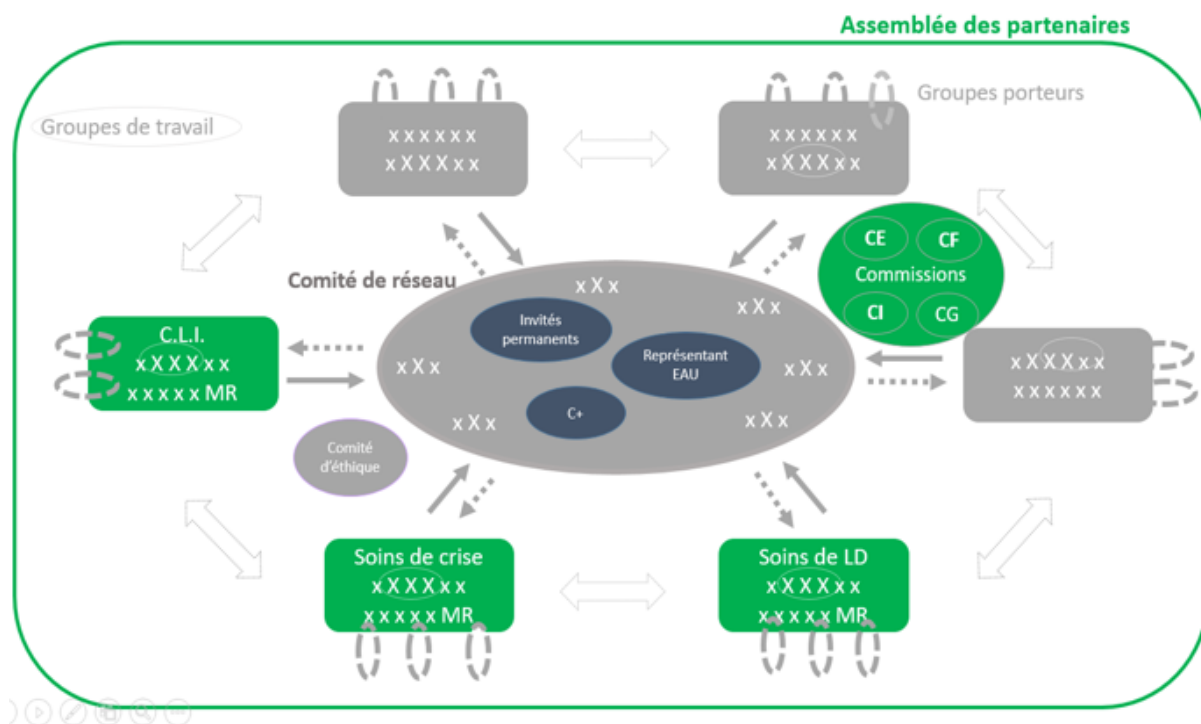 Assemblée des partenaires
Groupes de travail
x x x x x x
x X X X x x
x x x x x x
x X X X x x
Groupes porteurs
CE
CF
Commissions
CI
CG
Comité de réseau
x X x
x X x
x X x
x X x
x X x
x X x
x X x
Invités
permanents
Représentant
EAU
C+
C.L.I.
x X X X x x
x x x x x MR
x X X X x x
x x x x x x
Comité
d'éthique
Soins de crise
x X X X x x
x x x x x MR
Soins de LD
x X X X x x
x x x x x MR